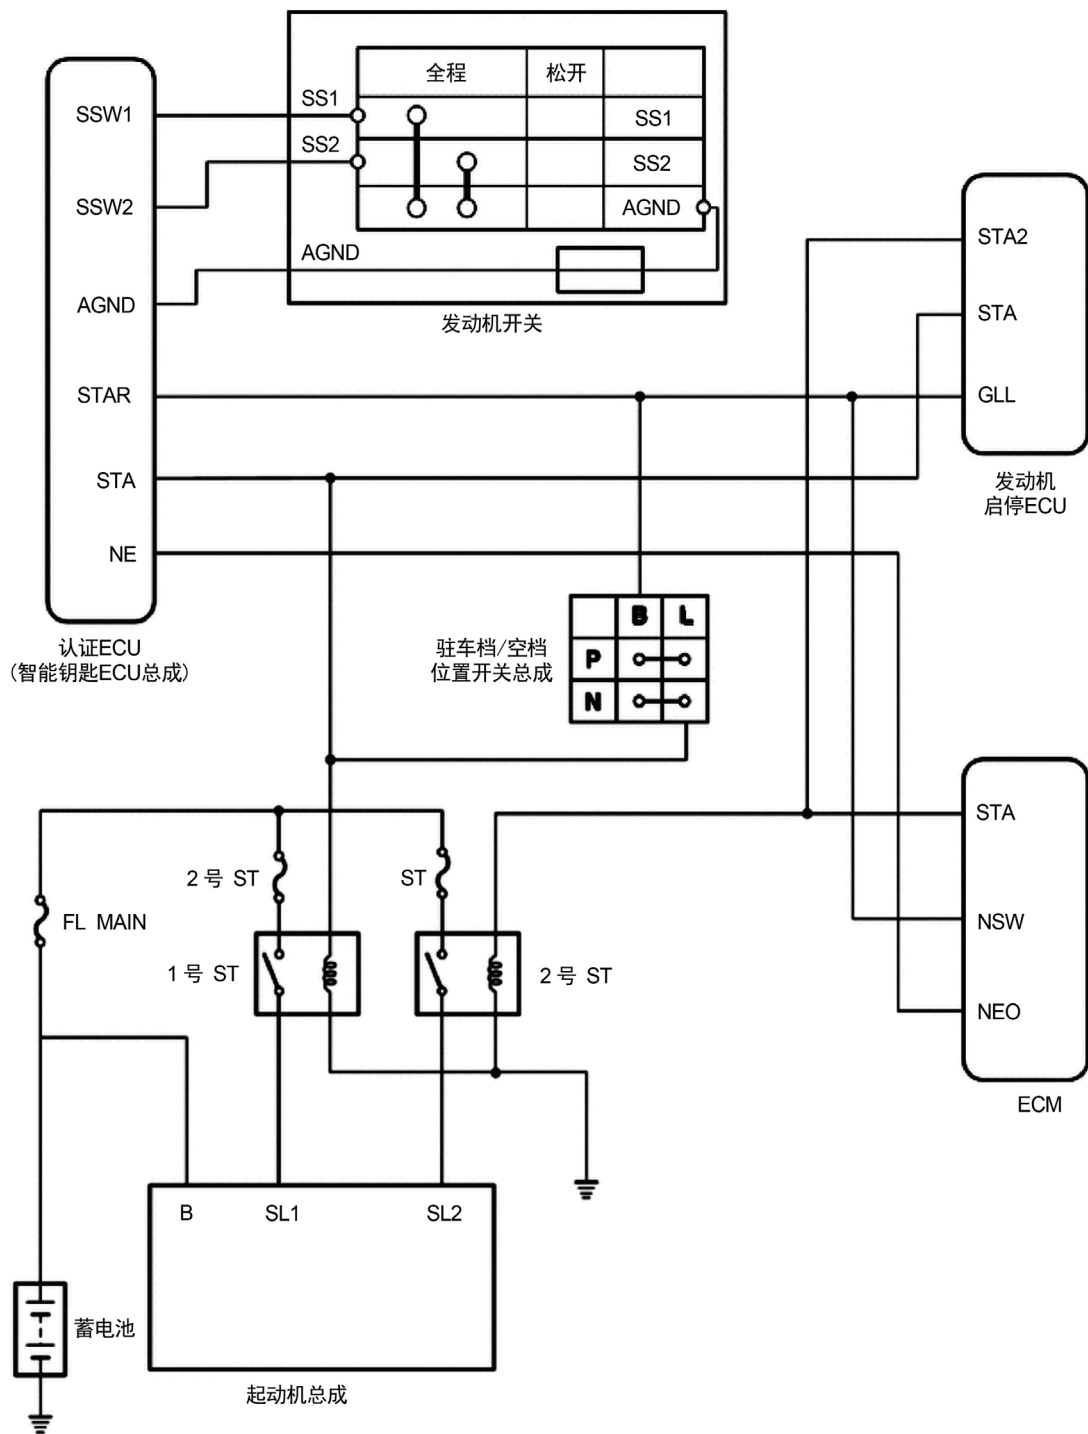 全程 松开
SS1
SSW1
SS1
SS2
SS2
SSW2
AGND
AGND
AGND
发动机开关
STA2
STA
STAR
GLL
STA
发动机
启停ECU
NE
认证ECU
(智能钥匙ECU总成)
驻车档/空档
位置开关总成
B L
P
N
STA
2号 ST
ST
FL MAIN
NSW
1号 ST
2号 ST
NEO
ECM
B SL1 SL2
蓄电池
起动机总成